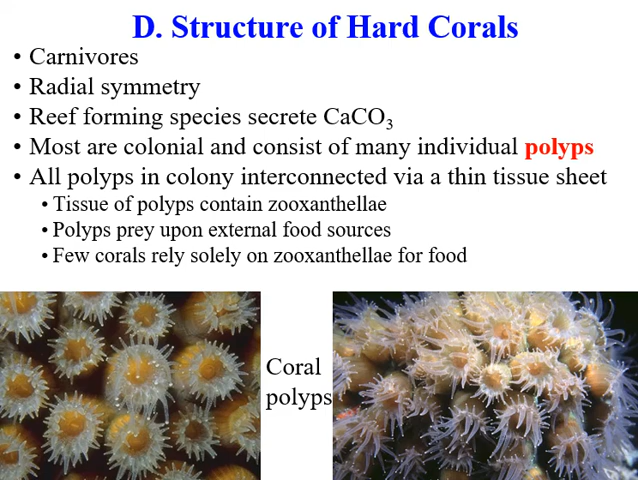 D. Structure of Hard Corals
• Carnivores
• Radial symmetry
• Reef forming species secrete CaCO₃
• Most are colonial and consist of many individual polyps
• All polyps in colony interconnected via a thin tissue sheet
• Tissue of polyps contain zooxanthellae
• Polyps prey upon external food sources
• Few corals rely solely on zooxanthellae for food
Coral
polyps